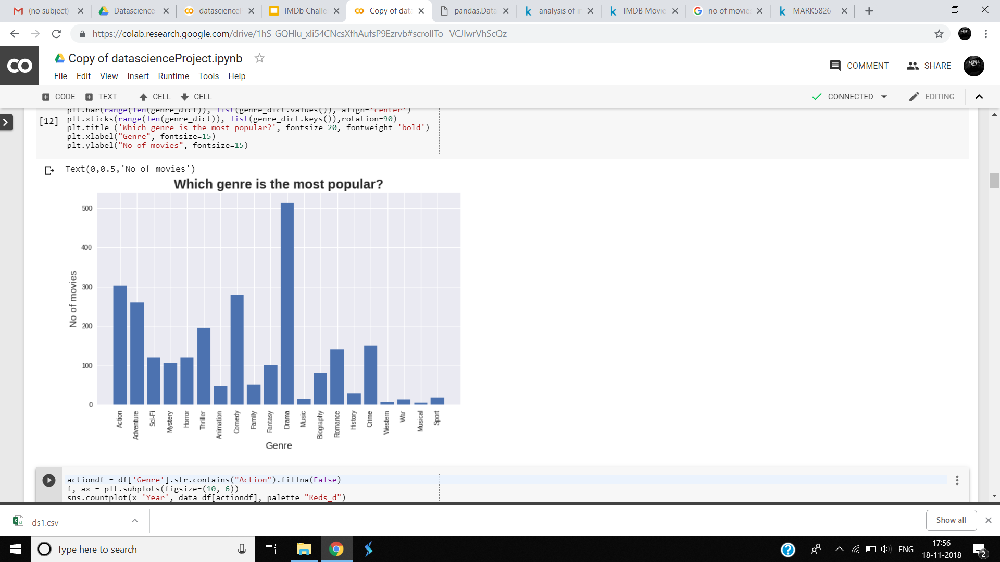 (no subject)
Datascience
datascienceP
IMDb Challe
Copy of data
pandas.Data
analysis of i
IMDB Movie
no of movie
MARK5826 -
https://colab.research.google.com/drive/1hS-GQHlu_xli54CNcsXfhAufsP9Ezrvb#scrollTo=VCJIwrVhScQz
CO
Copy of datascienceProject.ipynb
COMMENT
SHARE
File Edit View Insert Runtime Tools Help
CODE TEXT CELL CELL
CONNECTED
EDITING
plt.bar(range(len(genre_dict)), list(genre_dict.values()), align='center')
[12] plt.xticks(range(len(genre_dict)), list(genre_dict.keys()),rotation=90)
plt.title ('Which genre is the most popular?', fontsize=20, fontweight='bold')
plt.xlabel("Genre", fontsize=15)
plt.ylabel("No of movies", fontsize=15)
Text(0,0.5,'No of movies')
Which genre is the most popular?
500
400
300
200
100
0
No of movies
Action
Adventure
Sci-Fi
Mystery
Horror
Thriller
Animation
Comedy
Family
Fantasy
Drama
Music
Biography
Romance
History
Crime
Western
War
Musical
Sport
Genre
actiondf = df['Genre'].str.contains("Action").fillna(False)
f, ax = plt.subplots(figsize=(10, 6))
sns.countplot(x='Year', data=df[actiondf], palette="Reds_d")
ds1.csv
Show all
Type here to search
ENG
17:56
18-11-2018
2